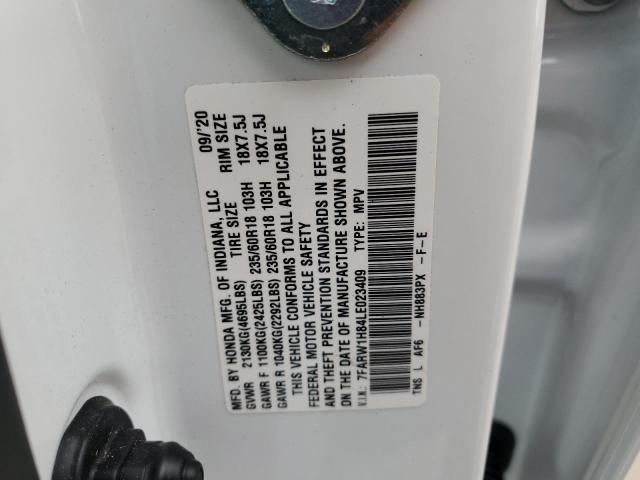 MFD. BY HONDA MFG. OF INDIANA, LLC 09/'20
GVWR 2130KG(4695LBS) TIRE SIZE RIM SIZE
GAWR F 1100KG(2425LBS) 235/60R18 103H 18X7.5J
GAWR R 1040KG(2292LBS) 235/60R18 103H 18X7.5J
THIS VEHICLE CONFORMS TO ALL APPLICABLE
FEDERAL MOTOR VEHICLE SAFETY
AND THEFT PREVENTION STANDARDS IN EFFECT
ON THE DATE OF MANUFACTURE SHOWN ABOVE.
V.I.N.: 7FARW1H84LE023409 TYPE: MPV
TNS L AF6 -NH883PX -F-E